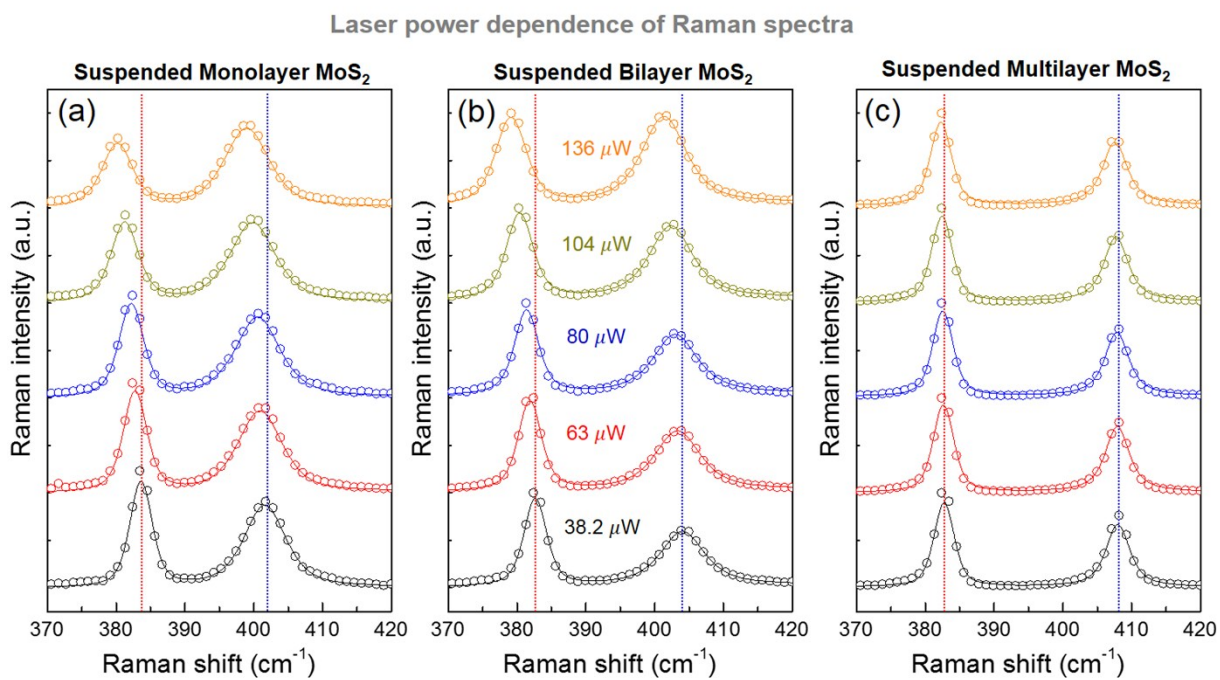 Laser power dependence of Raman spectra
Suspended Monolayer MoS₂
Suspended Bilayer MoS₂
Suspended Multilayer MoS₂
(a)
(b)
(c)
136 μW
104 μW
80 μW
63 μW
38.2 μW
Raman intensity (a.u.)
Raman intensity (a.u.)
Raman intensity (a.u.)
370 380 390 400 410 420
370 380 390 400 410 420
370 380 390 400 410 420
Raman shift (cm⁻¹)
Raman shift (cm⁻¹)
Raman shift (cm⁻¹)